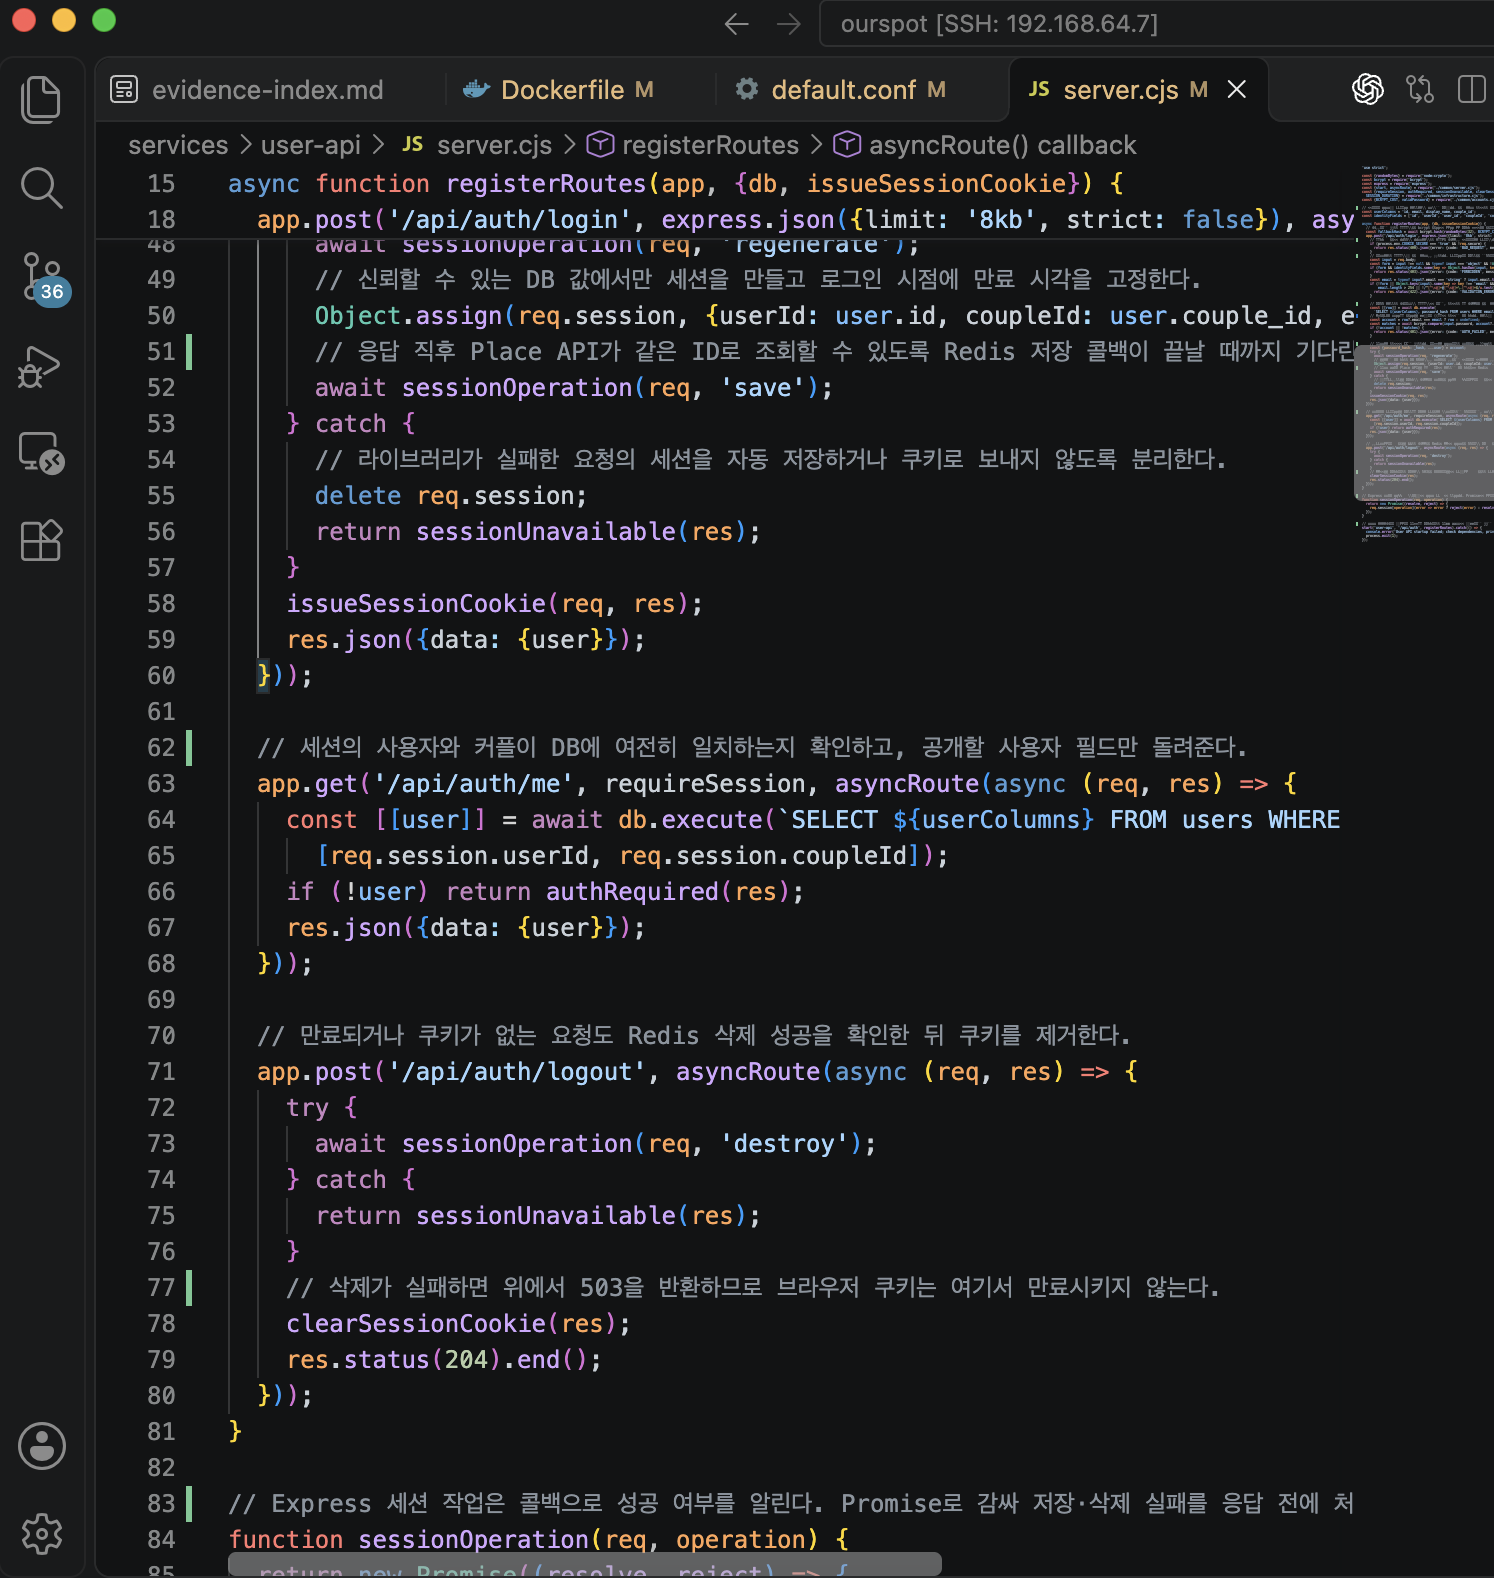 ourspot [SSH: 192.168.64.7]
evidence-index.md
Dockerfile M
default.conf M
JS server.cjs M
services > user-api > JS server.cjs > registerRoutes > asyncRoute() callback
15 async function registerRoutes(app, {db, issueSessionCookie}) {
18 app.post('/api/auth/login', express.json({limit: '8kb', strict: false}), asy
48 await sessionOperation(req, 'regenerate');
49 // 신뢰할 수 있는 DB 값에서만 세션을 만들고 로그인 시점에 만료 시각을 고정한다.
50 Object.assign(req.session, {userId: user.id, coupleId: user.couple_id, e
51 // 응답 직후 Place API가 같은 ID로 조회할 수 있도록 Redis 저장 콜백이 끝날 때까지 기다린
52 await sessionOperation(req, 'save');
53 } catch {
54 // 라이브러리가 실패한 요청의 세션을 자동 저장하거나 쿠키로 보내지 않도록 분리한다.
55 delete req.session;
56 return sessionUnavailable(res);
57 }
58 issueSessionCookie(req, res);
59 res.json({data: {user}});
60 }));
61
62 // 세션의 사용자와 커플이 DB에 여전히 일치하는지 확인하고, 공개할 사용자 필드만 돌려준다.
63 app.get('/api/auth/me', requireSession, asyncRoute(async (req, res) => {
64 const [[user]] = await db.execute(`SELECT ${userColumns} FROM users WHERE
65 [req.session.userId, req.session.coupleId]);
66 if (!user) return authRequired(res);
67 res.json({data: {user}});
68 }));
69
70 // 만료되거나 쿠키가 없는 요청도 Redis 삭제 성공을 확인한 뒤 쿠키를 제거한다.
71 app.post('/api/auth/logout', asyncRoute(async (req, res) => {
72 try {
73 await sessionOperation(req, 'destroy');
74 } catch {
75 return sessionUnavailable(res);
76 }
77 // 삭제가 실패하면 위에서 503을 반환하므로 브라우저 쿠키는 여기서 만료시키지 않는다.
78 clearSessionCookie(res);
79 res.status(204).end();
80 }));
81 }
82
83 // Express 세션 작업은 콜백으로 성공 여부를 알린다. Promise로 감싸 저장·삭제 실패를 응답 전에 처
84 function sessionOperation(req, operation) {
85 return new Promise((resolve, reject) => {
36